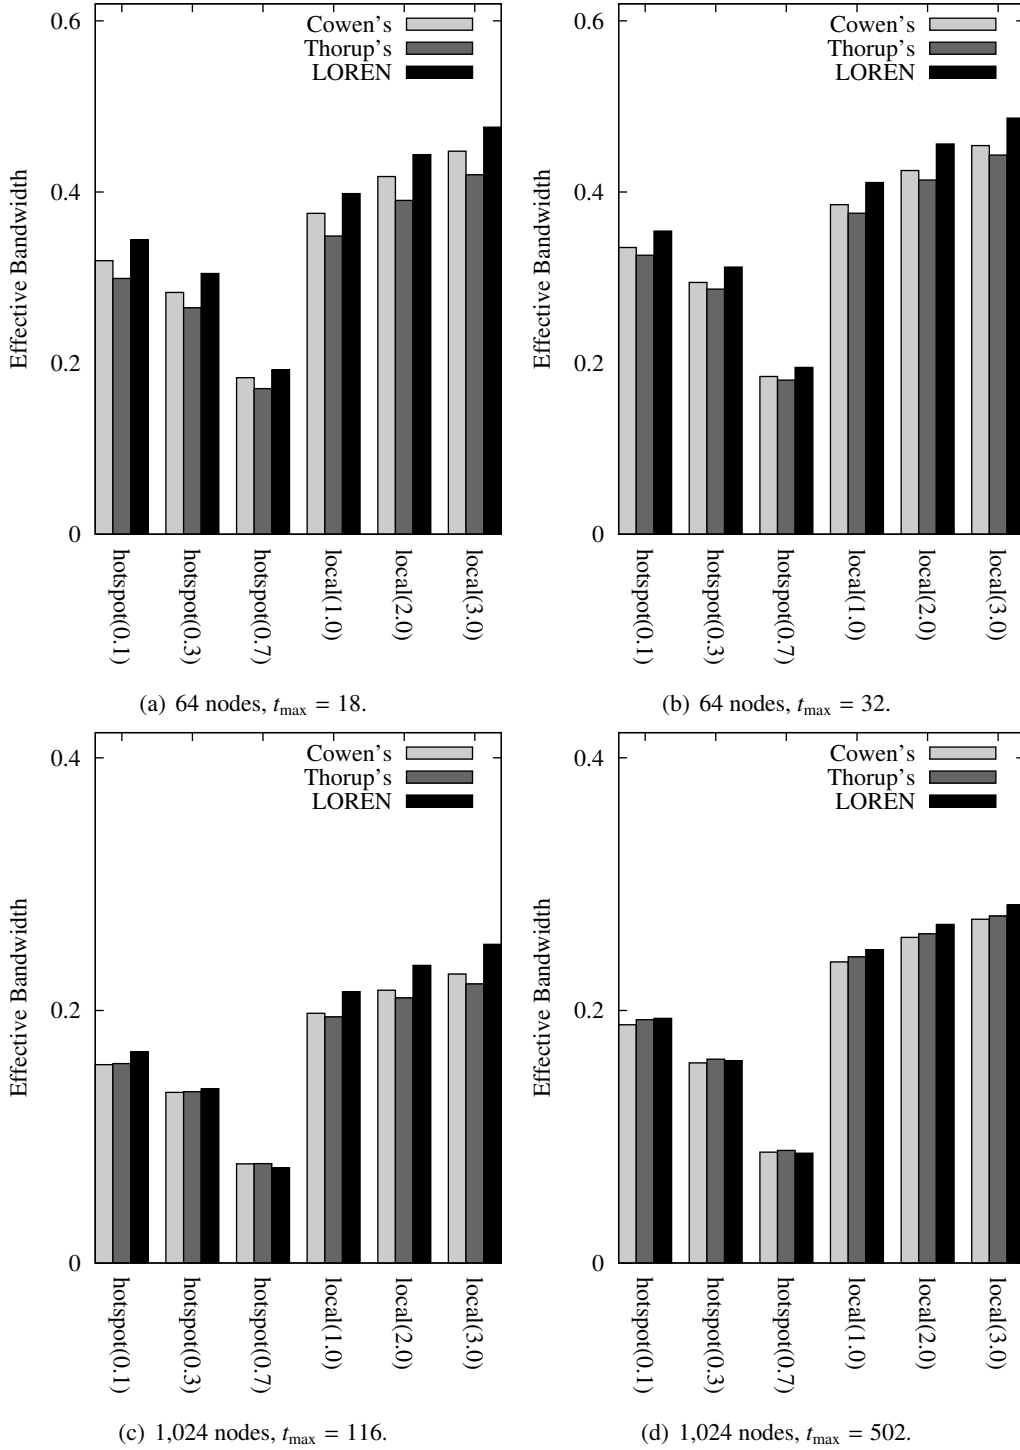 0.6
Cowen's
Thorup's
LOREN
0.4
Effective Bandwidth
0.2
0
hotspot(0.1)
hotspot(0.3)
hotspot(0.7)
local(1.0)
local(2.0)
local(3.0)
(a) 64 nodes, t_max = 18.
0.6
Cowen's
Thorup's
LOREN
0.4
Effective Bandwidth
0.2
0
hotspot(0.1)
hotspot(0.3)
hotspot(0.7)
local(1.0)
local(2.0)
local(3.0)
(b) 64 nodes, t_max = 32.
0.4
Cowen's
Thorup's
LOREN
Effective Bandwidth
0.2
0
hotspot(0.1)
hotspot(0.3)
hotspot(0.7)
local(1.0)
local(2.0)
local(3.0)
(c) 1,024 nodes, t_max = 116.
0.4
Cowen's
Thorup's
LOREN
Effective Bandwidth
0.2
0
hotspot(0.1)
hotspot(0.3)
hotspot(0.7)
local(1.0)
local(2.0)
local(3.0)
(d) 1,024 nodes, t_max = 502.